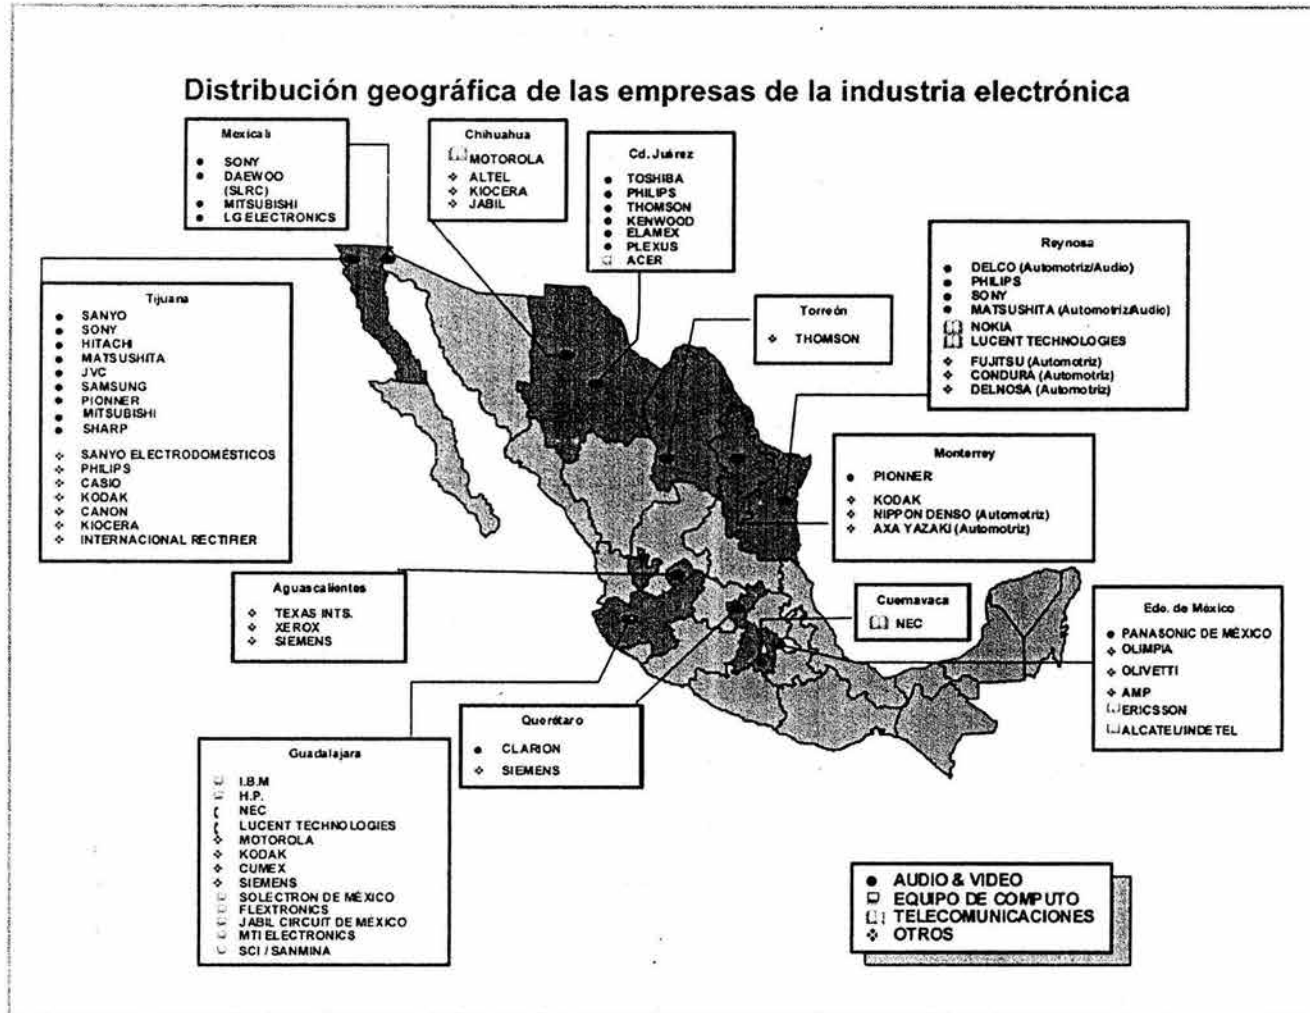 Distribución geográfica de las empresas de la industria electrónica
Mexicali
SONY
DAEWOO
(SLRC)
MITSUBISHI
LG ELECTRONICS
Chihuahua
MOTOROLA
ALTEL
KIOCERA
JABIL
Cd. Juárez
TOSHIBA
PHILIPS
THOMSON
KENWOOD
ELAMEX
PLEXUS
ACER
Reynosa
DELCO (Automotriz/Audio)
PHILIPS
SONY
MATSUSHITA (Automotriz/Audio)
NOKIA
LUCENT TECHNOLOGIES
FUJITSU (Automotriz)
CONDURA (Automotriz)
DELNOSA (Automotriz)
Tijuana
SANYO
SONY
HITACHI
MATSUSHITA
JVC
SAMSUNG
PIONNER
MITSUBISHI
SHARP
SANYO ELECTRODOMÉSTICOS
PHILIPS
CASIO
KODAK
CANON
KIOCERA
INTERNACIONAL RECTIFIER
Torreón
THOMSON
Monterrey
PIONNER
KODAK
NIPPON DENSO (Automotriz)
AXA YAZAKI (Automotriz)
Aguascalientes
TEXAS INTS.
XEROX
SIEMENS
Cuernavaca
NEC
Edo. de México
PANASONIC DE MÉXICO
OLIMPIA
OLIVETTI
AMP
ERICSSON
ALCATEL/INDETEL
Querétaro
CLARION
SIEMENS
Guadalajara
I.B.M
H.P.
NEC
LUCENT TECHNOLOGIES
MOTOROLA
KODAK
CUMEX
SIEMENS
SOLECTRON DE MÉXICO
FLEXTRONICS
JABIL CIRCUIT DE MÉXICO
MTI ELECTRONICS
SCI / SANMINA
AUDIO & VIDEO
EQUIPO DE COMPUTO
TELECOMUNICACIONES
OTROS